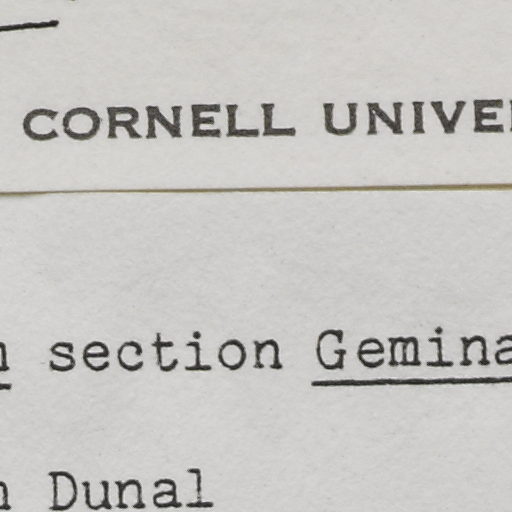 CORNELL UNIVE
section Gemina
Dunal